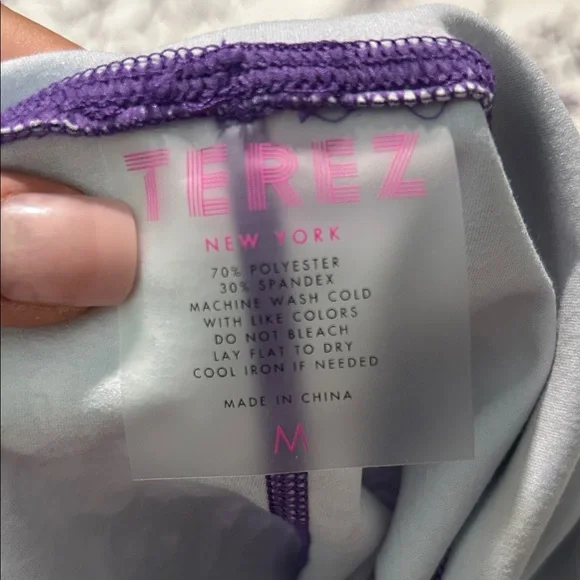 TEREZ
NEW YORK
70% POLYESTER
30% SPANDEX
MACHINE WASH COLD
WITH LIKE COLORS
DO NOT BLEACH
LAY FLAT TO DRY
COOL IRON IF NEEDED
MADE IN CHINA
M